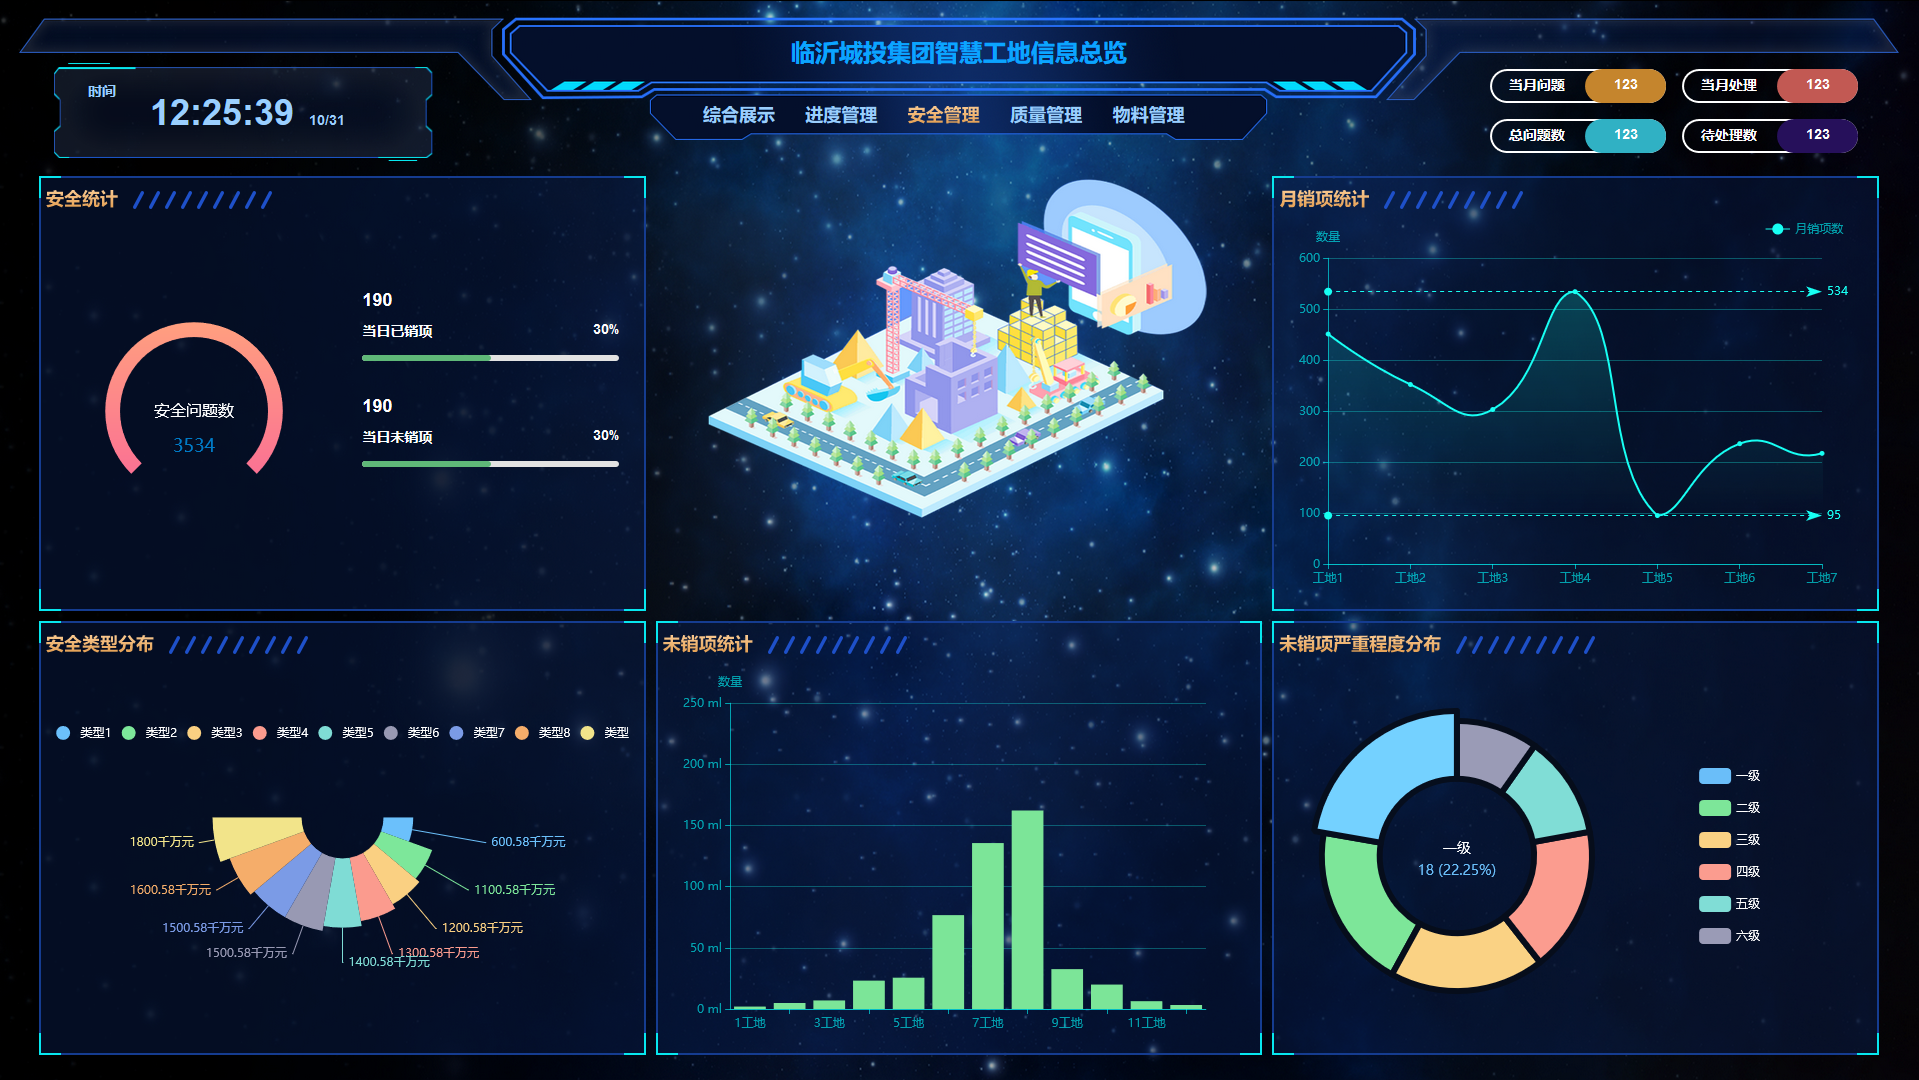 临沂城投集团智慧工地信息总览
时间
12:25:39 10/31
综合展示 进度管理 安全管理 质量管理 物料管理
当月问题 123
当月处理 123
总问题数 123
待处理数 123
安全统计
安全问题数
3534
190
当日已销项 30%
190
当日未销项 30%
月销项统计
数量
月销项数
600
500
400
300
200
100
0
534
95
工地1 工地2 工地3 工地4 工地5 工地6 工地7
安全类型分布
类型1 类型2 类型3 类型4 类型5 类型6 类型7 类型8 类型
1800千万元
1600.58千万元
1500.58千万元
1500.58千万元
1400.58千万元
1300.58千万元
1200.58千万元
1100.58千万元
600.58千万元
未销项统计
数量
250 ml
200 ml
150 ml
100 ml
50 ml
0 ml
1工地 3工地 5工地 7工地 9工地 11工地
未销项严重程度分布
一级
18 (22.25%)
一级
二级
三级
四级
五级
六级